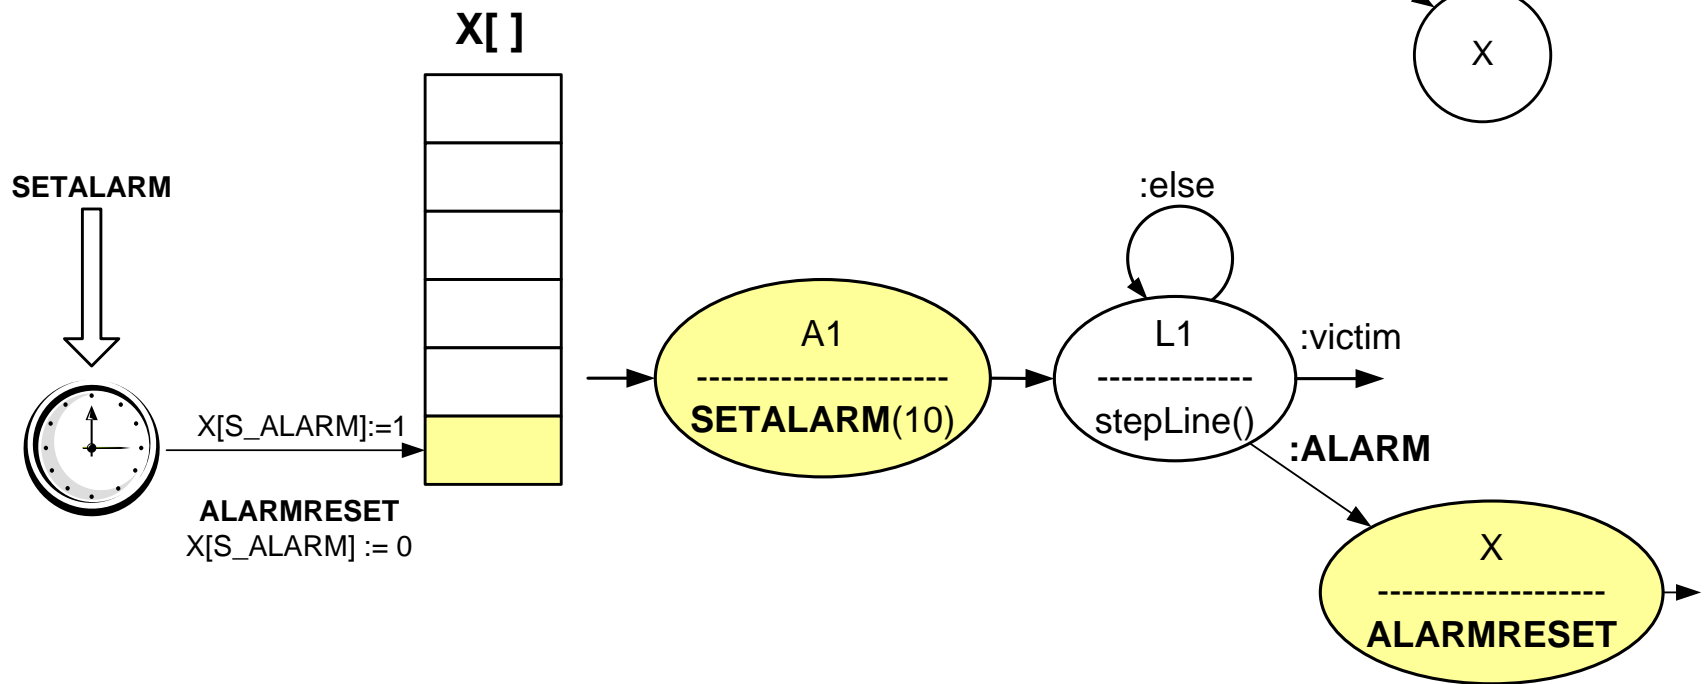 X[ ]
X
SETALARM
X[S_ALARM]:=1
ALARMRESET
X[S_ALARM] := 0
A1
---------------------
SETALARM(10)
:else
L1
-------------
stepLine()
:victim
:ALARM
X
-------------------
ALARMRESET